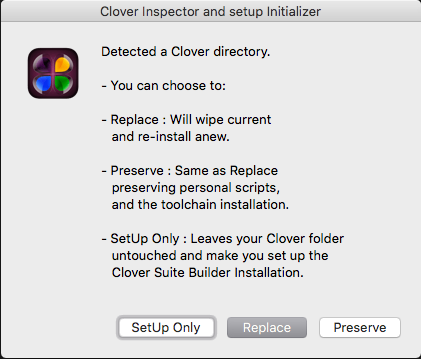 Clover Inspector and setup Initializer
Detected a Clover directory.
- You can choose to:
- Replace : Will wipe current
and re-install anew.
- Preserve : Same as Replace
preserving personal scripts,
and the toolchain installation.
- SetUp Only : Leaves your Clover folder
untouched and make you set up the
Clover Suite Builder Installation.
SetUp Only
Replace
Preserve